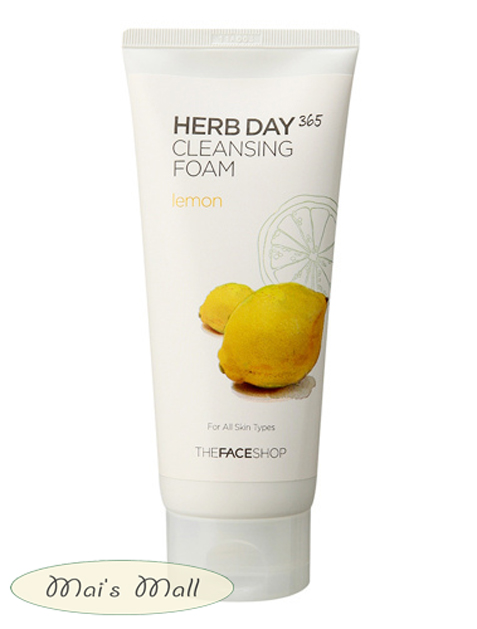 HERB DAY 365
CLEANSING
FOAM
lemon
For All Skin Types
THEFACESHOP
Mai's Mall